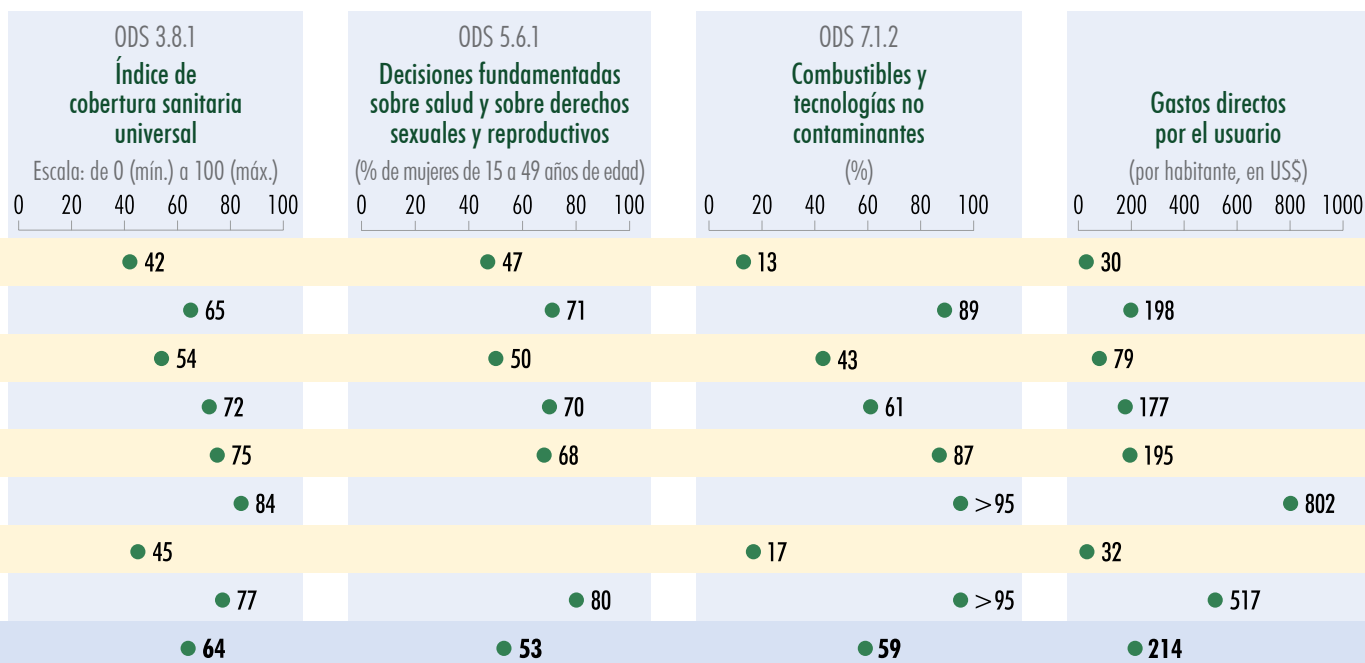 ODS 3.8.1
Índice de
cobertura sanitaria
universal
Escala: de 0 (mín.) a 100 (máx.)
0 20 40 60 80 100
ODS 5.6.1
Decisiones fundamentadas
sobre salud y sobre derechos
sexuales y reproductivos
(% de mujeres de 15 a 49 años de edad)
0 20 40 60 80 100
ODS 7.1.2
Combustibles y
tecnologías no
contaminantes
(%)
0 20 40 60 80 100
Gastos directos
por el usuario
(por habitante, en US$)
0 200 400 600 800 1000
42 47 13 30
65 71 89 198
54 50 43 79
72 70 61 177
75 68 87 195
84 >95 802
45 17 32
77 80 >95 517
64 53 59 214